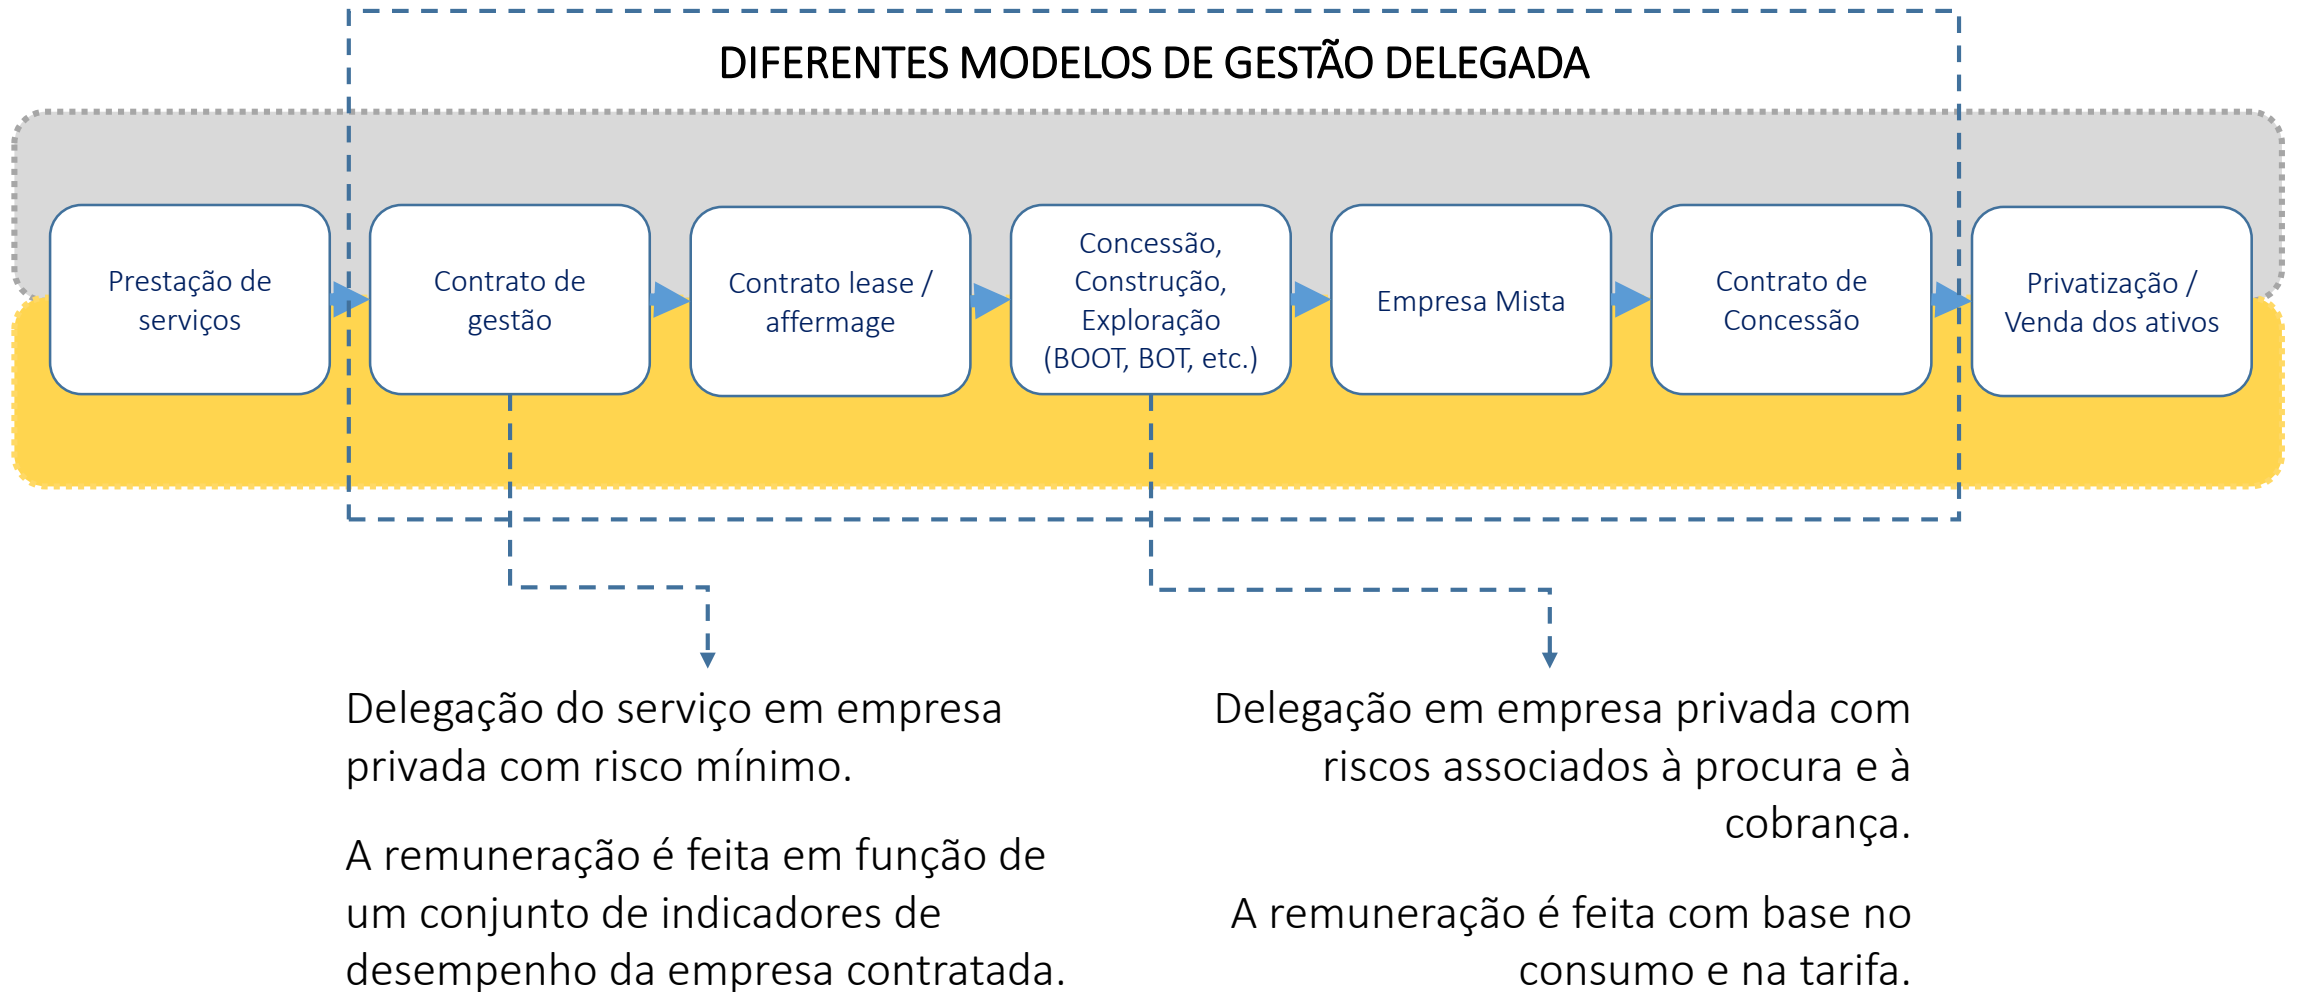 DIFERENTES MODELOS DE GESTÃO DELEGADA
Prestação de
serviços
Contrato de
gestão
Contrato lease /
affermage
Concessão,
Construção,
Exploração
(BOOT, BOT, etc.)
Empresa Mista
Contrato de
Concessão
Privatização /
Venda dos ativos
Delegação do serviço em empresa
privada com risco mínimo.
A remuneração é feita em função de
um conjunto de indicadores de
desempenho da empresa contratada.
Delegação em empresa privada com
riscos associados à procura e à
cobrança.
A remuneração é feita com base no
consumo e na tarifa.